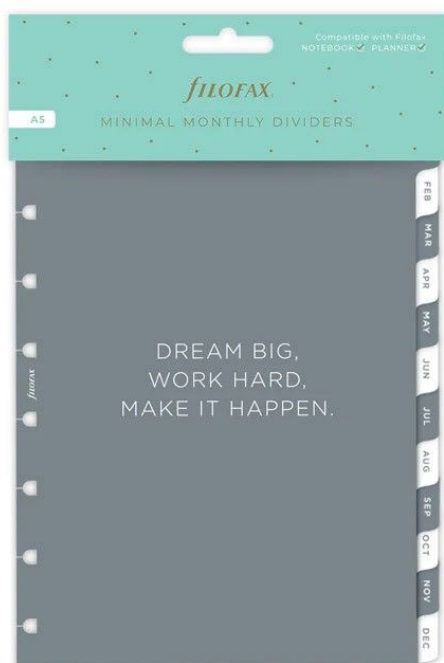 Compatible with Filofax
NOTEBOOK PLANNER
FILOFAX
A5
MINIMAL MONTHLY DIVIDERS
FEB
MAR
APR
MAY
JUN
JUL
AUG
SEP
OCT
NOV
DEC
DREAM BIG,
WORK HARD,
MAKE IT HAPPEN.
filofax